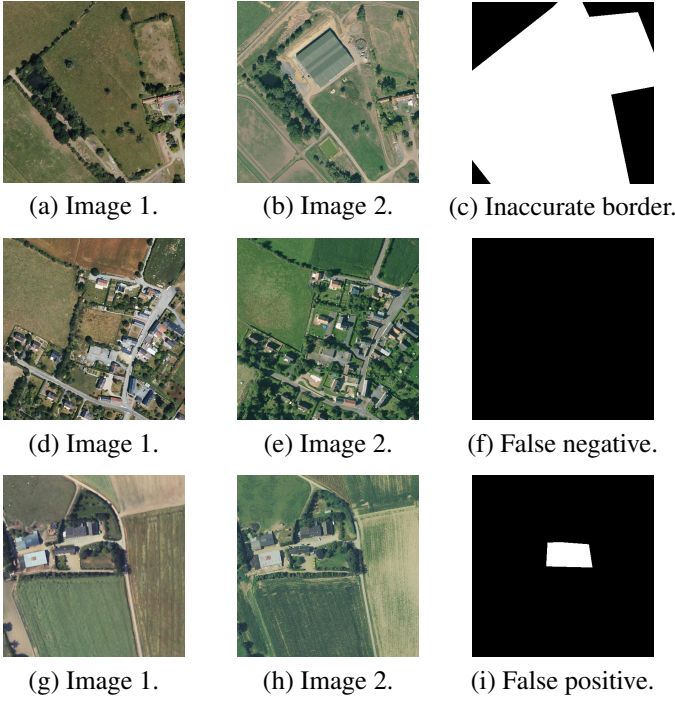 (a) Image 1.
(b) Image 2.
(c) Inaccurate border.
(d) Image 1.
(e) Image 2.
(f) False negative.
(g) Image 1.
(h) Image 2.
(i) False positive.